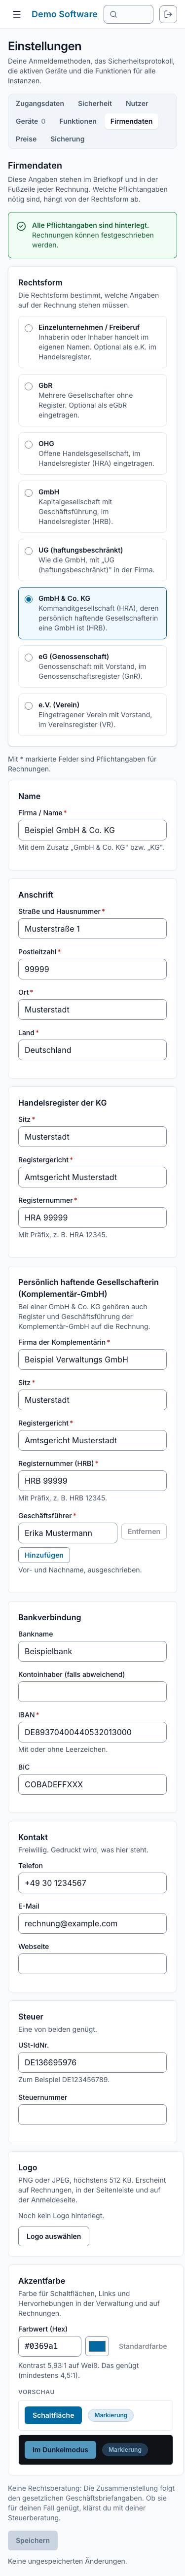 Demo Software
Einstellungen
Deine Anmeldemethoden, das Sicherheitsprotokoll,
die aktiven Geräte und die Funktionen für alle
Instanzen.
Zugangsdaten
Sicherheit
Nutzer
Geräte 0
Funktionen
Firmendaten
Preise
Sicherung
Firmendaten
Diese Angaben stehen im Briefkopf und in der
Fußzeile jeder Rechnung. Welche Pflichtangaben
nötig sind, hängt von der Rechtsform ab.
Alle Pflichtangaben sind hinterlegt.
Rechnungen können festgeschrieben
werden.
Rechtsform
Die Rechtsform bestimmt, welche Angaben
auf der Rechnung stehen müssen.
Einzelunternehmen / Freiberuf
Inhaberin oder Inhaber handelt im
eigenen Namen. Optional als e.K. im
Handelsregister.
GbR
Mehrere Gesellschafter ohne
Register. Optional als eGbR
eingetragen.
OHG
Offene Handelsgesellschaft, im
Handelsregister (HRA) eingetragen.
GmbH
Kapitalgesellschaft mit
Geschäftsführung, im
Handelsregister (HRB).
UG (haftungsbeschränkt)
Wie die GmbH, mit „UG
(haftungsbeschränkt)" in der Firma.
GmbH & Co. KG
Kommanditgesellschaft (HRA), deren
persönlich haftende Gesellschafterin
eine GmbH ist (HRB).
eG (Genossenschaft)
Genossenschaft mit Vorstand, im
Genossenschaftsregister (GnR).
e.V. (Verein)
Eingetragener Verein mit Vorstand,
im Vereinsregister (VR).
Mit * markierte Felder sind Pflichtangaben für
Rechnungen.
Name
Firma / Name *
Beispiel GmbH & Co. KG
Mit dem Zusatz „GmbH & Co. KG" bzw. „KG".
Anschrift
Straße und Hausnummer *
Musterstraße 1
Postleitzahl *
99999
Ort *
Musterstadt
Land *
Deutschland
Handelsregister der KG
Sitz *
Musterstadt
Registergericht *
Amtsgericht Musterstadt
Registernummer *
HRA 99999
Mit Präfix, z. B. HRA 12345.
Persönlich haftende Gesellschafterin
(Komplementär-GmbH)
Bei einer GmbH & Co. KG gehören auch
Register und Geschäftsführung der
Komplementär-GmbH auf die Rechnung.
Firma der Komplementärin *
Beispiel Verwaltungs GmbH
Sitz *
Musterstadt
Registergericht *
Amtsgericht Musterstadt
Registernummer (HRB) *
HRB 99999
Mit Präfix, z. B. HRB 12345.
Geschäftsführer *
Erika Mustermann
Entfernen
Hinzufügen
Vor- und Nachname, ausgeschrieben.
Bankverbindung
Bankname
Beispielbank
Kontoinhaber (falls abweichend)
IBAN *
DE89370400440532013000
Mit oder ohne Leerzeichen.
BIC
COBADEFFXXX
Kontakt
Freiwillig. Gedruckt wird, was hier steht.
Telefon
+49 30 1234567
E-Mail
rechnung@example.com
Webseite
Steuer
Eine von beiden genügt.
USt-IdNr.
DE136695976
Zum Beispiel DE123456789.
Steuernummer
Logo
PNG oder JPEG, höchstens 512 KB. Erscheint
auf Rechnungen, in der Seitenleiste und auf
der Anmeldeseite.
Noch kein Logo hinterlegt.
Logo auswählen
Akzentfarbe
Farbe für Schaltflächen, Links und
Hervorhebungen in der Verwaltung und auf
Rechnungen.
Farbwert (Hex)
#0369a1
Standardfarbe
Kontrast 5,93:1 auf Weiß. Das genügt
(mindestens 4,5:1).
VORSCHAU
Schaltfläche
Markierung
Im Dunkelmodus
Markierung
Keine Rechtsberatung: Die Zusammenstellung folgt
den gesetzlichen Geschäftsbriefangaben. Ob sie
für deinen Fall genügt, klärst du mit deiner
Steuerberatung.
Speichern
Keine ungespeicherten Änderungen.